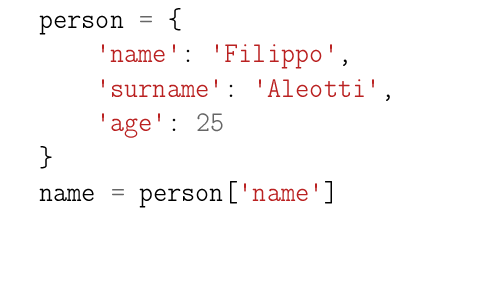 person = {
    'name': 'Filippo',
    'surname': 'Aleotti',
    'age': 25
}
name = person['name']